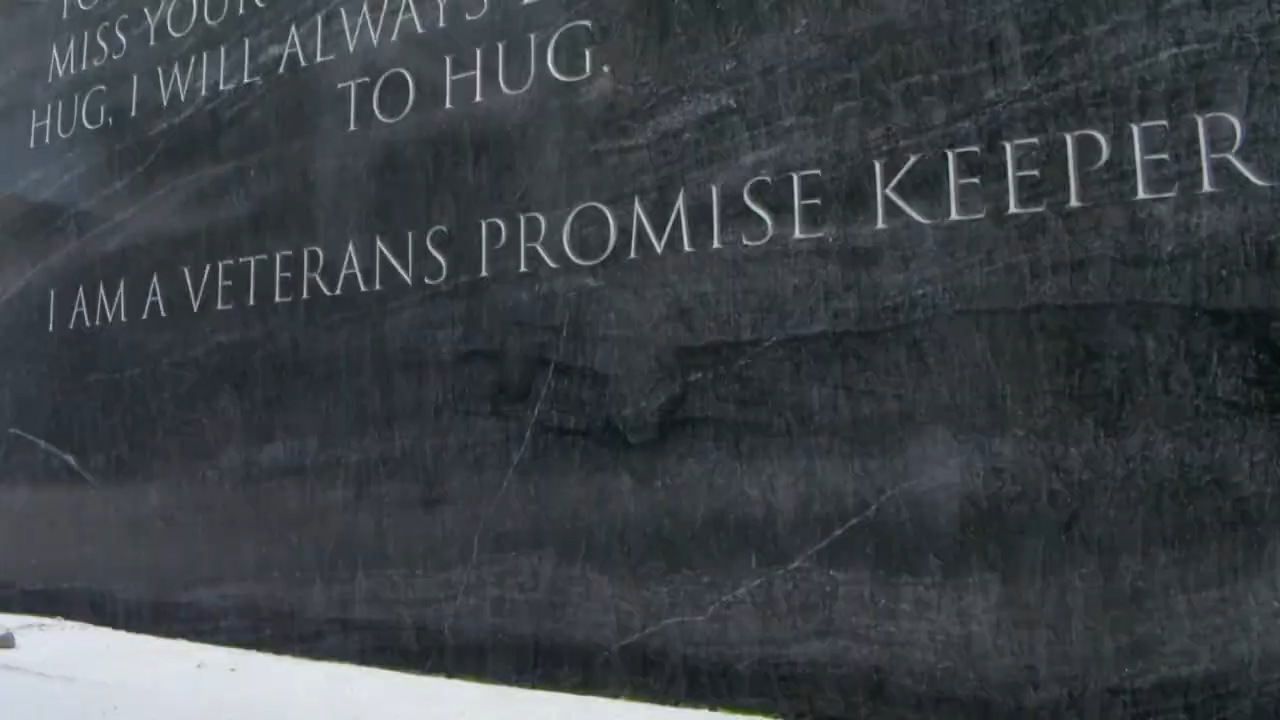 MISS YOUR
HUG, I WILL ALWAYS
TO HUG.
I AM A VETERANS PROMISE KEEPER